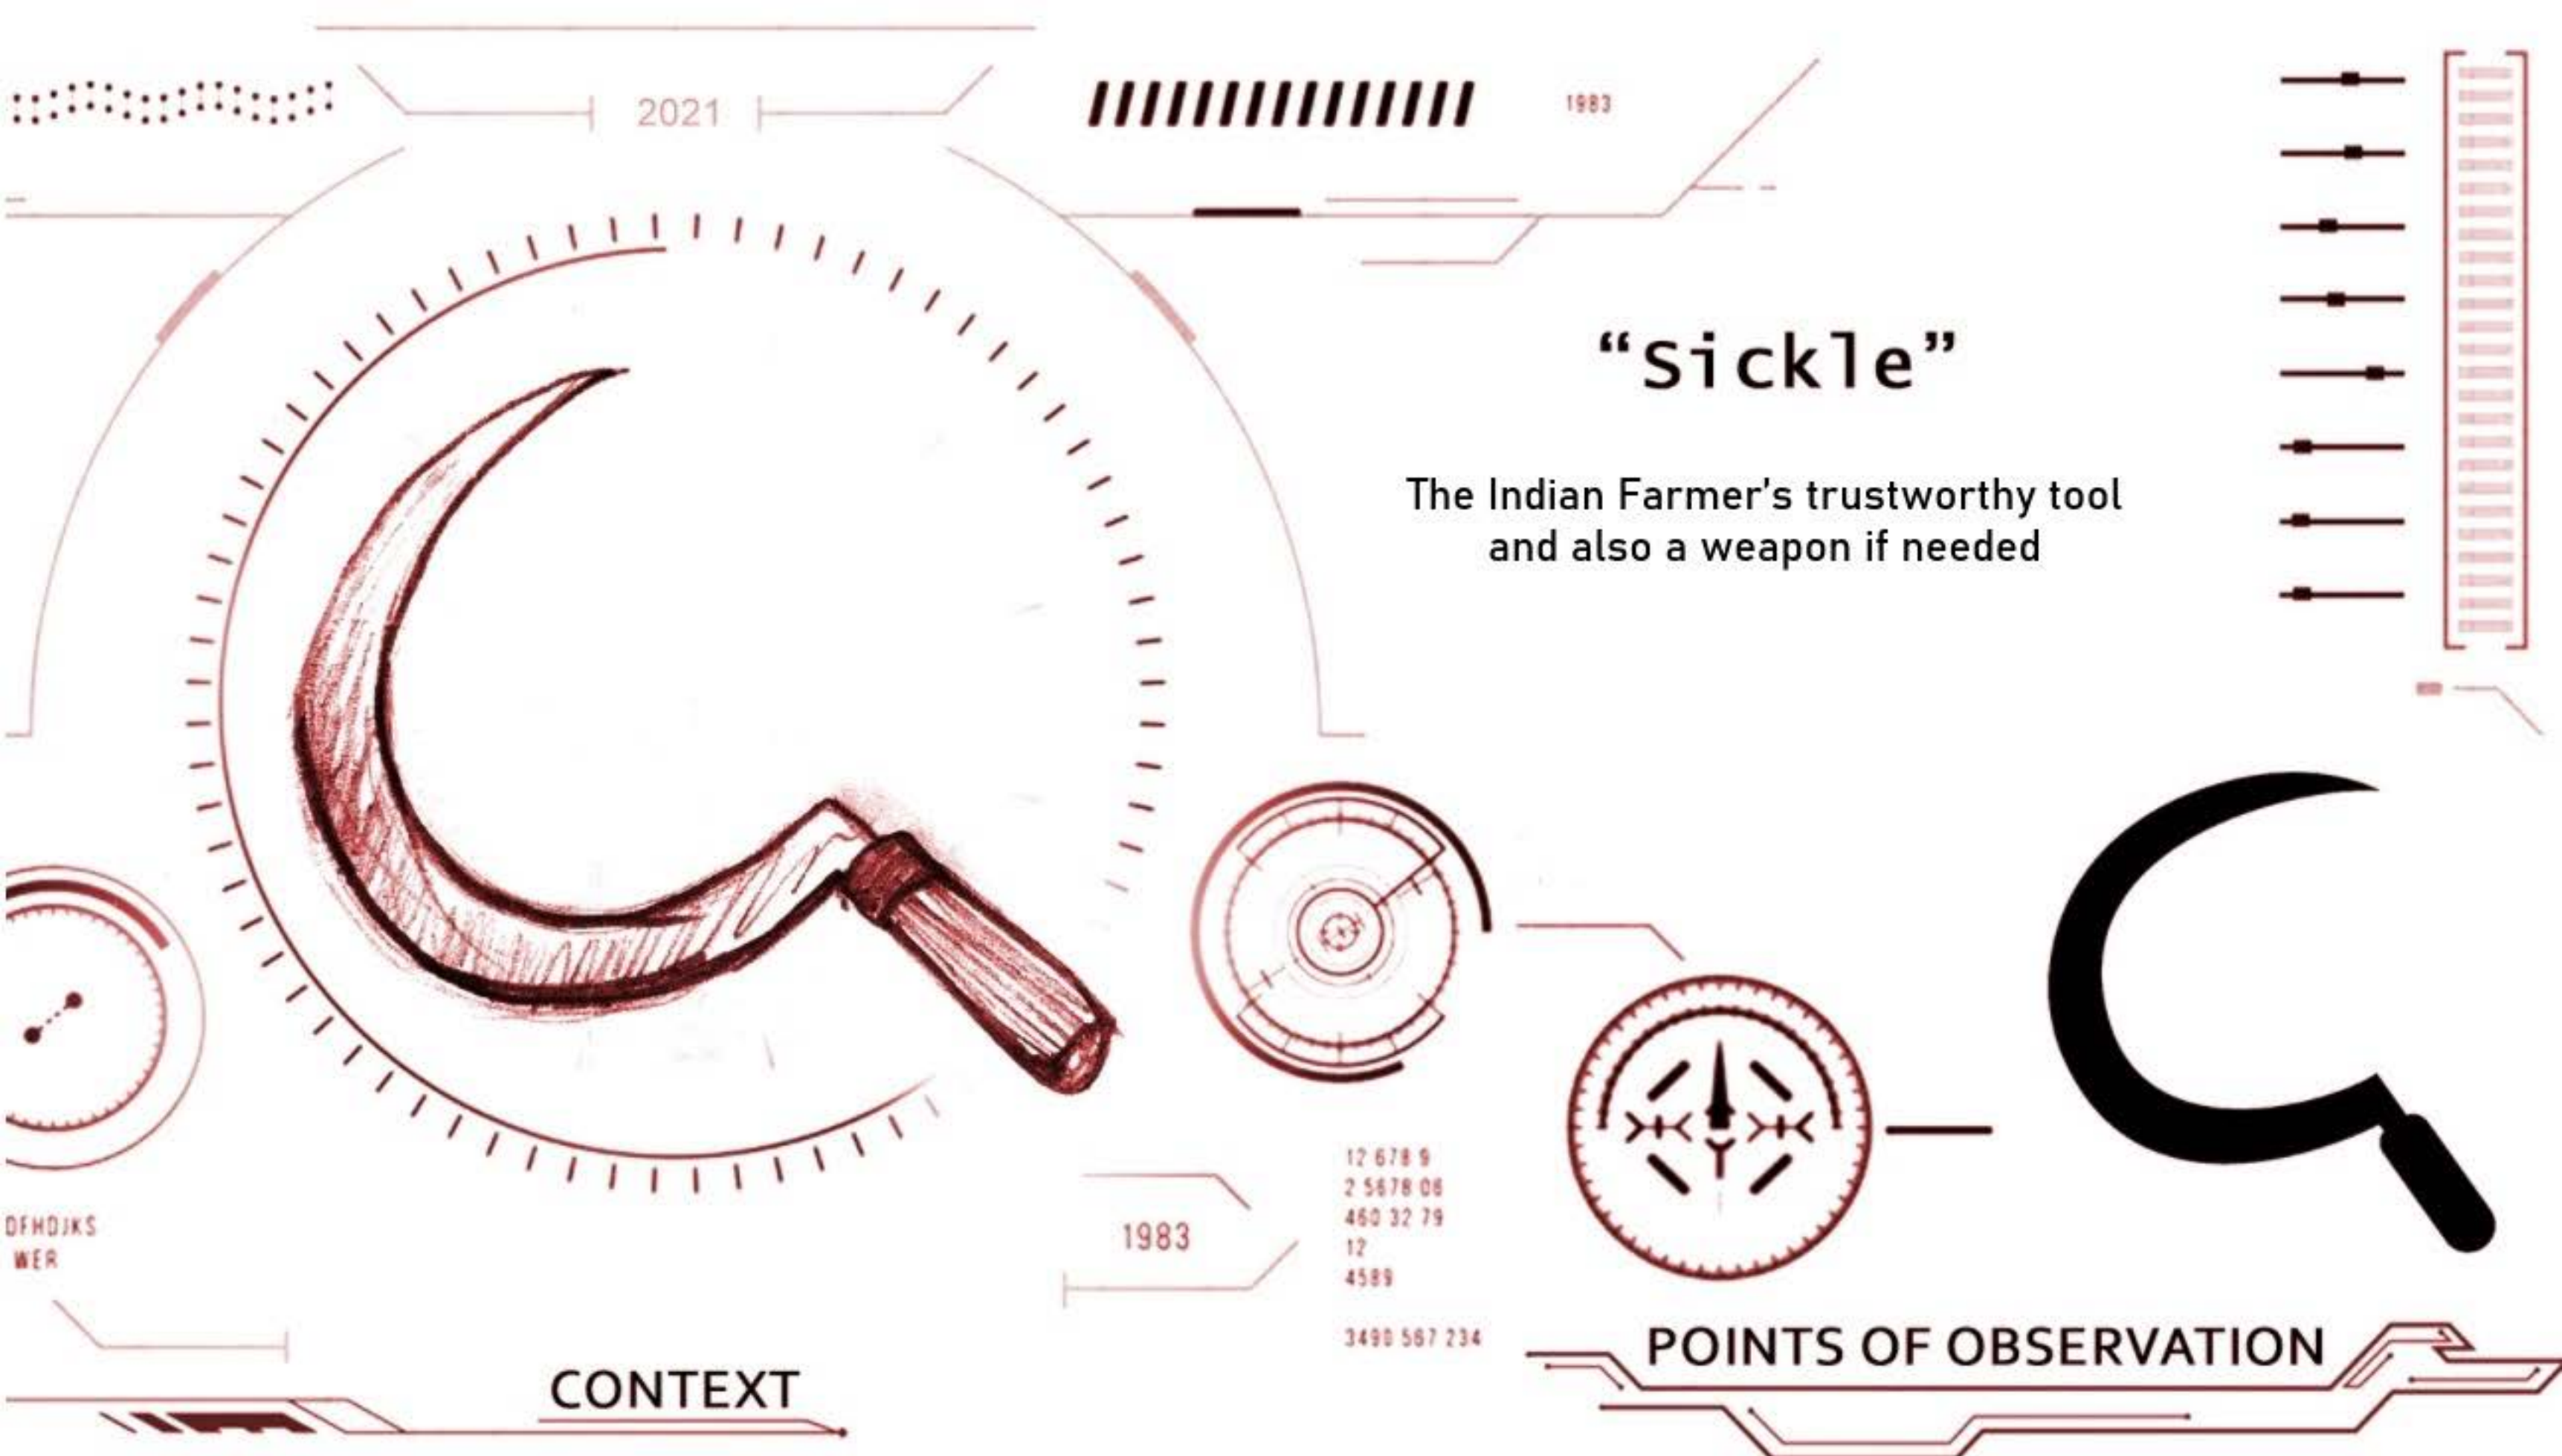 2021
1983
“Sickle”
The Indian Farmer’s trustworthy tool
and also a weapon if needed
12 678 9
2 5678 06
460 32 79
12
4589
3490 567 234
1983
DFHDJKS
WER
CONTEXT
POINTS OF OBSERVATION